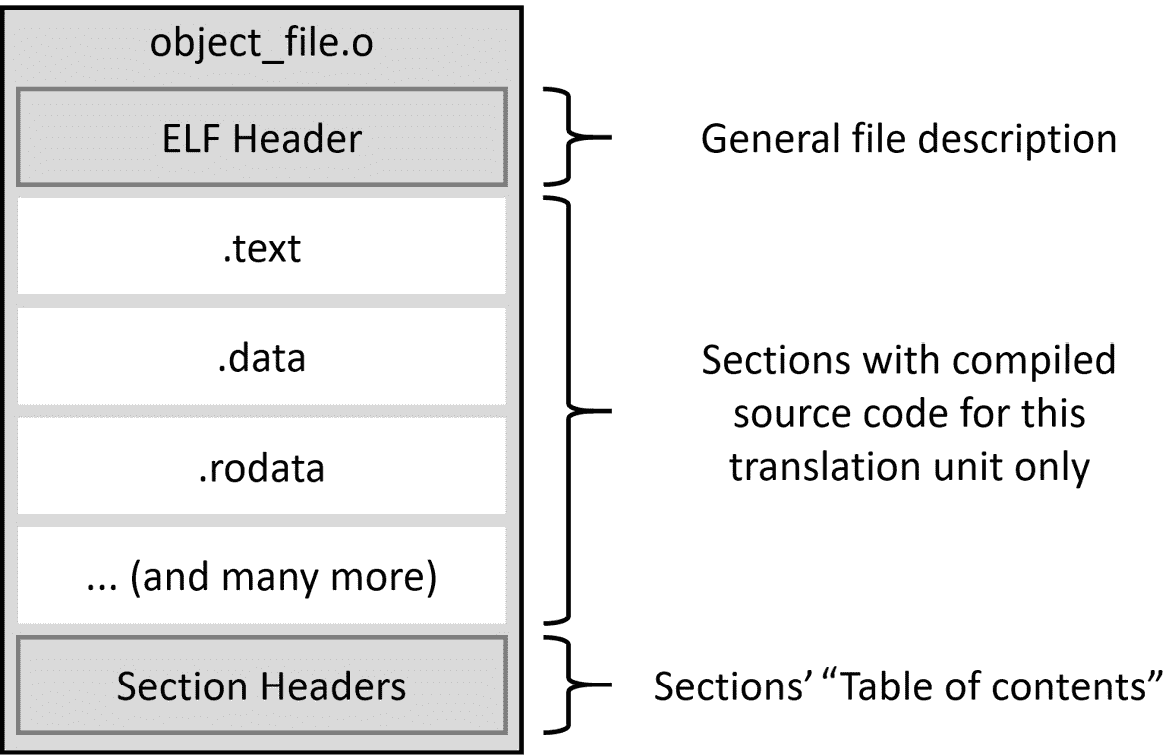 object_file.o
ELF Header
General file description
.text
.data
.rodata
... (and many more)
Sections with compiled
source code for this
translation unit only
Section Headers
Sections’ “Table of contents”